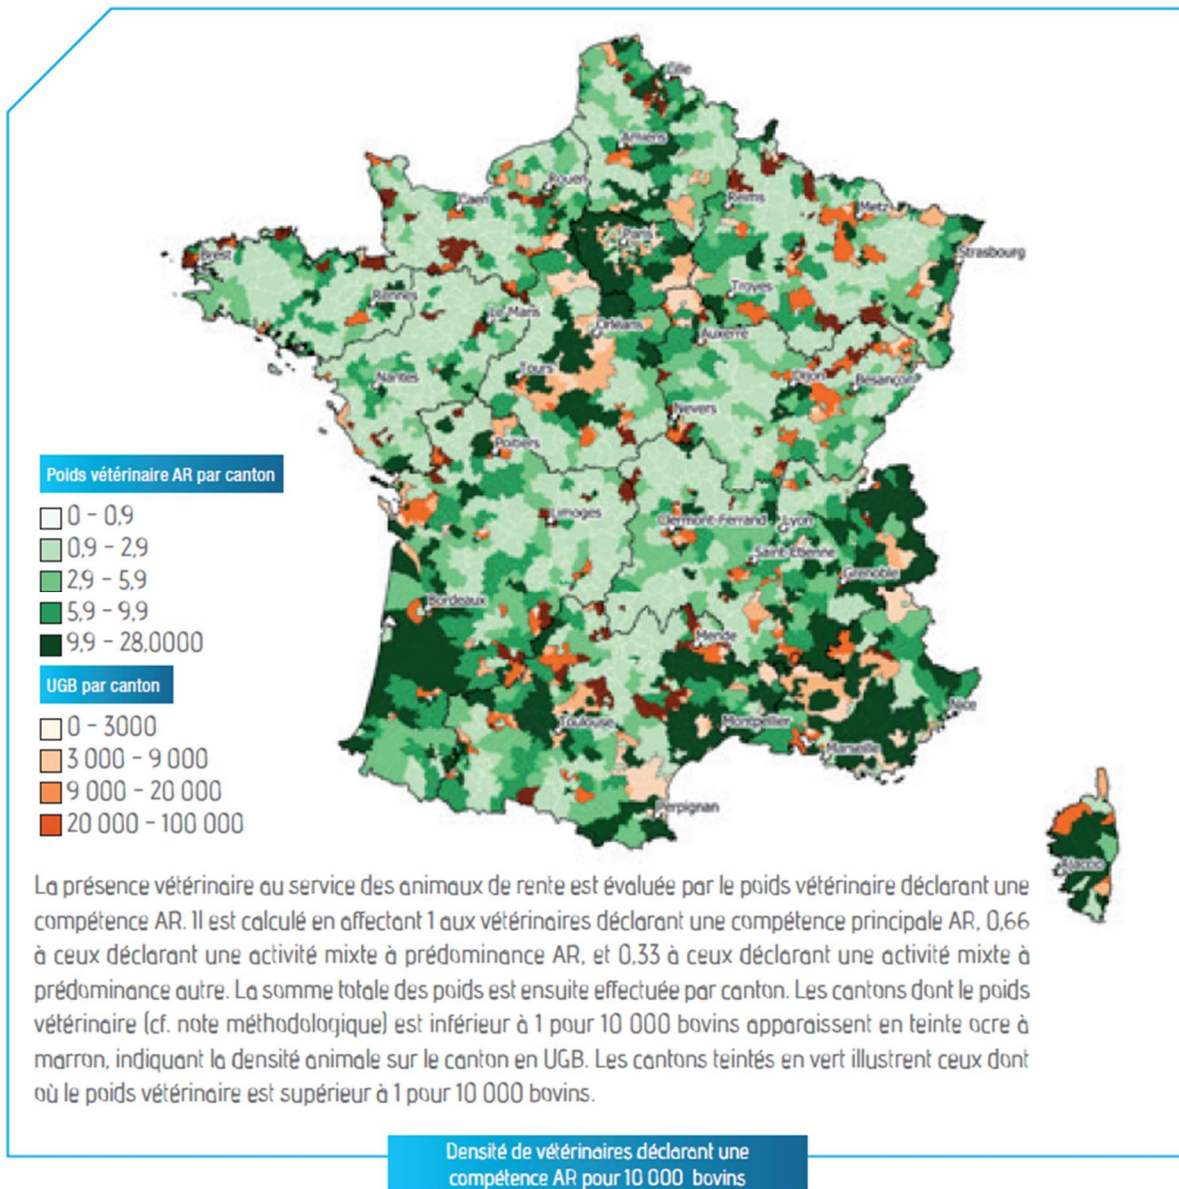 Lille
Amiens
Rouen
Caen
Reims
Metz
Paris
Strasbourg
Brest
Troyes
Rennes
Le Mans
Orléans
Auxerre
Tours
Dijon
Besançon
Nantes
Nevers
Poitiers
Poids vétérinaire AR par canton
0 – 0,9
0,9 – 2,9
2,9 – 5,9
5,9 – 9,9
9,9 – 28,0000
UGB par canton
0 – 3000
3 000 – 9 000
9 000 – 20 000
20 000 – 100 000
Limoges
Clermont-Ferrand
Lyon
Saint-Etienne
Grenoble
Bordeaux
Mende
Nice
Toulouse
Montpellier
Marseille
Perpignan
Ajaccio
La présence vétérinaire au service des animaux de rente est évaluée par le poids vétérinaire déclarant une
compétence AR. Il est calculé en affectant 1 aux vétérinaires déclarant une compétence principale AR, 0,66
à ceux déclarant une activité mixte à prédominance AR, et 0,33 à ceux déclarant une activité mixte à
prédominance autre. La somme totale des poids est ensuite effectuée par canton. Les cantons dont le poids
vétérinaire (cf. note méthodologique) est inférieur à 1 pour 10 000 bovins apparaissent en teinte ocre à
marron, indiquant la densité animale sur le canton en UGB. Les cantons teintés en vert illustrent ceux dont
où le poids vétérinaire est supérieur à 1 pour 10 000 bovins.
Densité de vétérinaires déclarant une
compétence AR pour 10 000 bovins